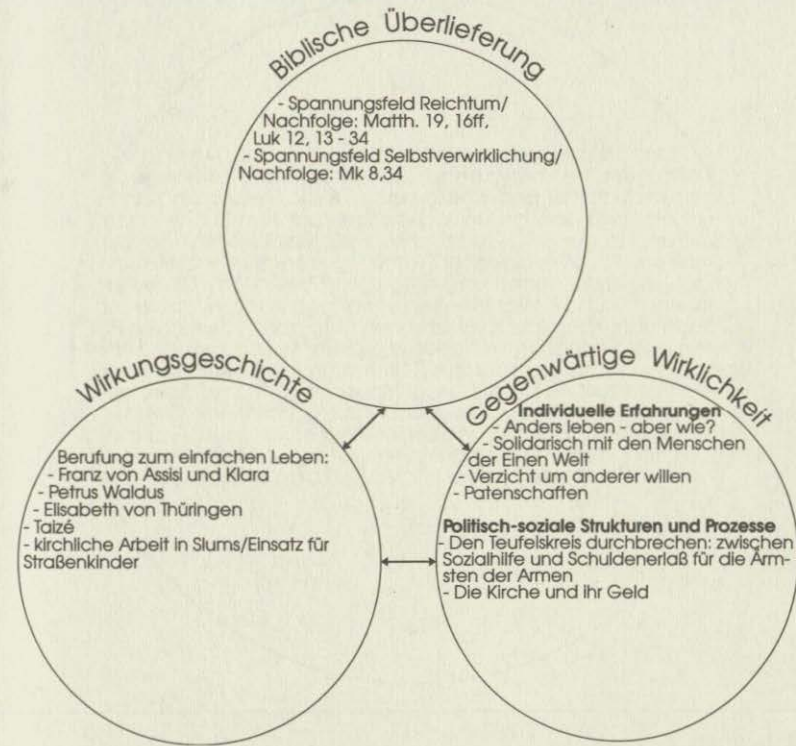 Biblische Überlieferung
- Spannungsfeld Reichtum/
Nachfolge: Matth. 19, 16ff,
Luk 12, 13 - 34
- Spannungsfeld Selbstverwirklichung/
Nachfolge: Mk 8,34
Wirkungsgeschichte
Berufung zum einfachen Leben:
- Franz von Assisi und Klara
- Petrus Waldus
- Elisabeth von Thüringen
- Taizé
- kirchliche Arbeit in Slums/Einsatz für
Straßenkinder
Gegenwärtige Wirklichkeit
Individuelle Erfahrungen
- Anders leben - aber wie?
- Solidarisch mit den Menschen
der Einen Welt
- Verzicht um anderer willen
- Patenschaften
Politisch-soziale Strukturen und Prozesse
- Den Teufelskreis durchbrechen: zwischen
Sozialhilfe und Schuldenerlaß für die Ärm-
sten der Armen
- Die Kirche und ihr Geld